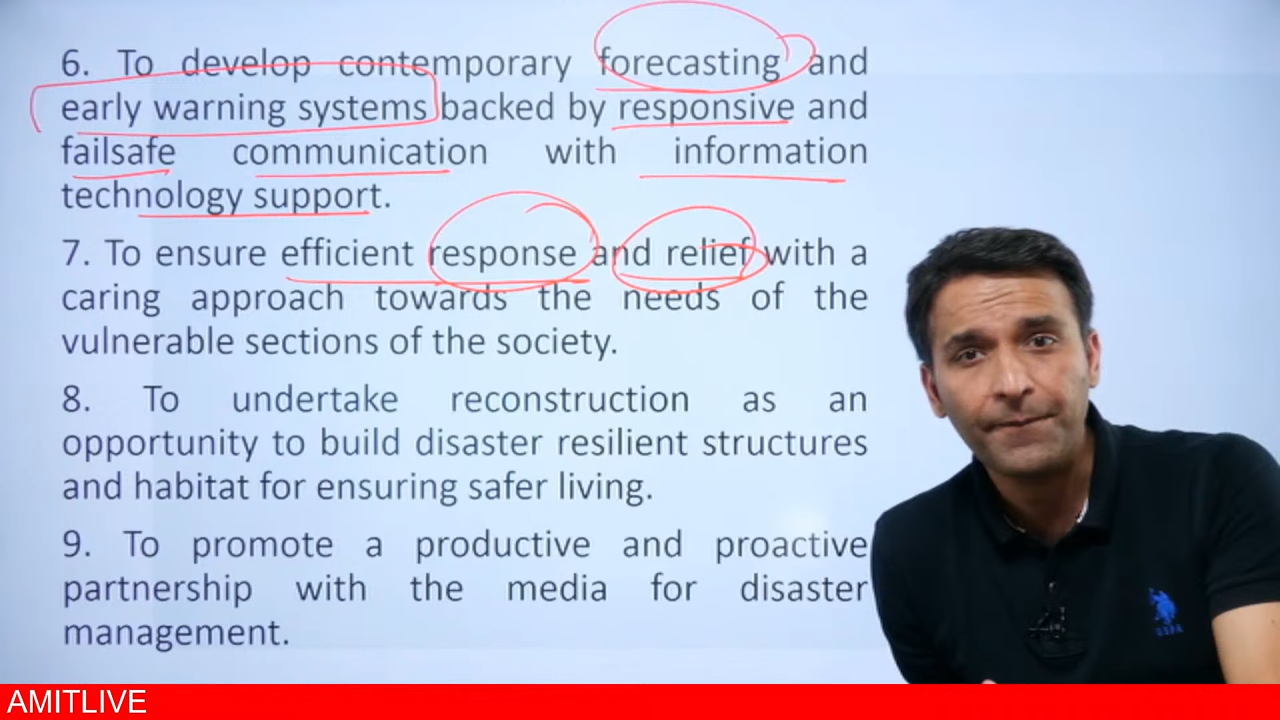 6. To develop contemporary forecasting and
early warning systems backed by responsive and
failsafe communication with information
technology support.
7. To ensure efficient response and relief with a
caring approach towards the needs of the
vulnerable sections of the society.
8. To undertake reconstruction as an
opportunity to build disaster resilient structures
and habitat for ensuring safer living.
9. To promote a productive and proactive
partnership with the media for disaster
management.
USPA
AMITLIVE